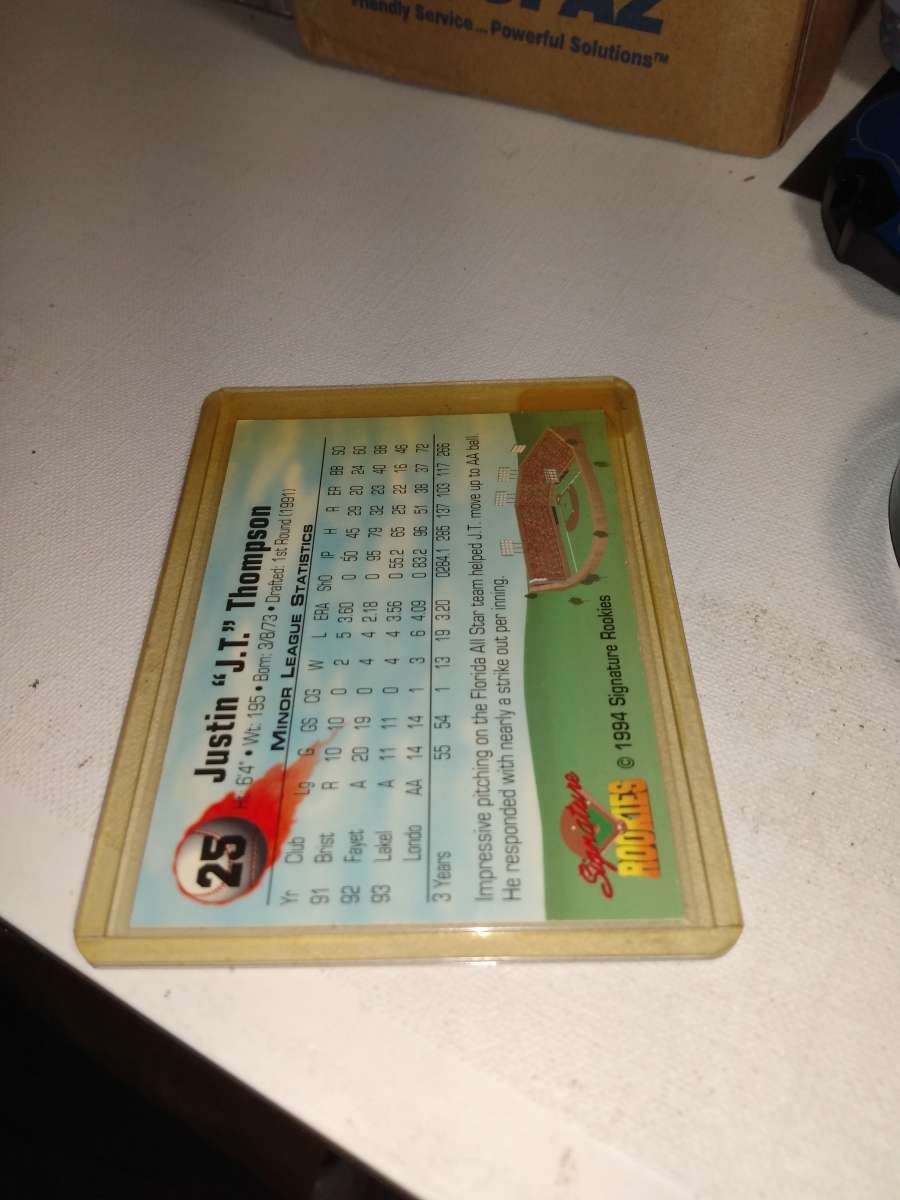 Friendly Service... Powerful Solutions™
25
Justin "J.T." Thompson
Ht: 6'4" • Wt: 195 • Born: 3/8/73 • Drafted: 1st Round (1991)
MINOR LEAGUE STATISTICS
Yr Club Lg G GS CG W L ERA ShO IP H R ER BB SO
91 Brist R 10 10 0 2 5 3.60 0 50 45 29 20 24 60
92 Fayet A 20 19 0 4 4 2.18 0 95 79 32 23 40 88
93 Lakel A 11 11 0 4 4 3.56 0 55.2 65 25 22 16 46
Londo AA 14 14 1 3 6 4.09 0 83.2 96 51 38 37 72
3 Years 55 54 1 13 19 3.20 0 284.1 285 137 103 117 266
Impressive pitching on the Florida All Star team helped J.T. move up to AA ball.
He responded with nearly a strike out per inning.
Signature
ROOKIES
© 1994 Signature Rookies